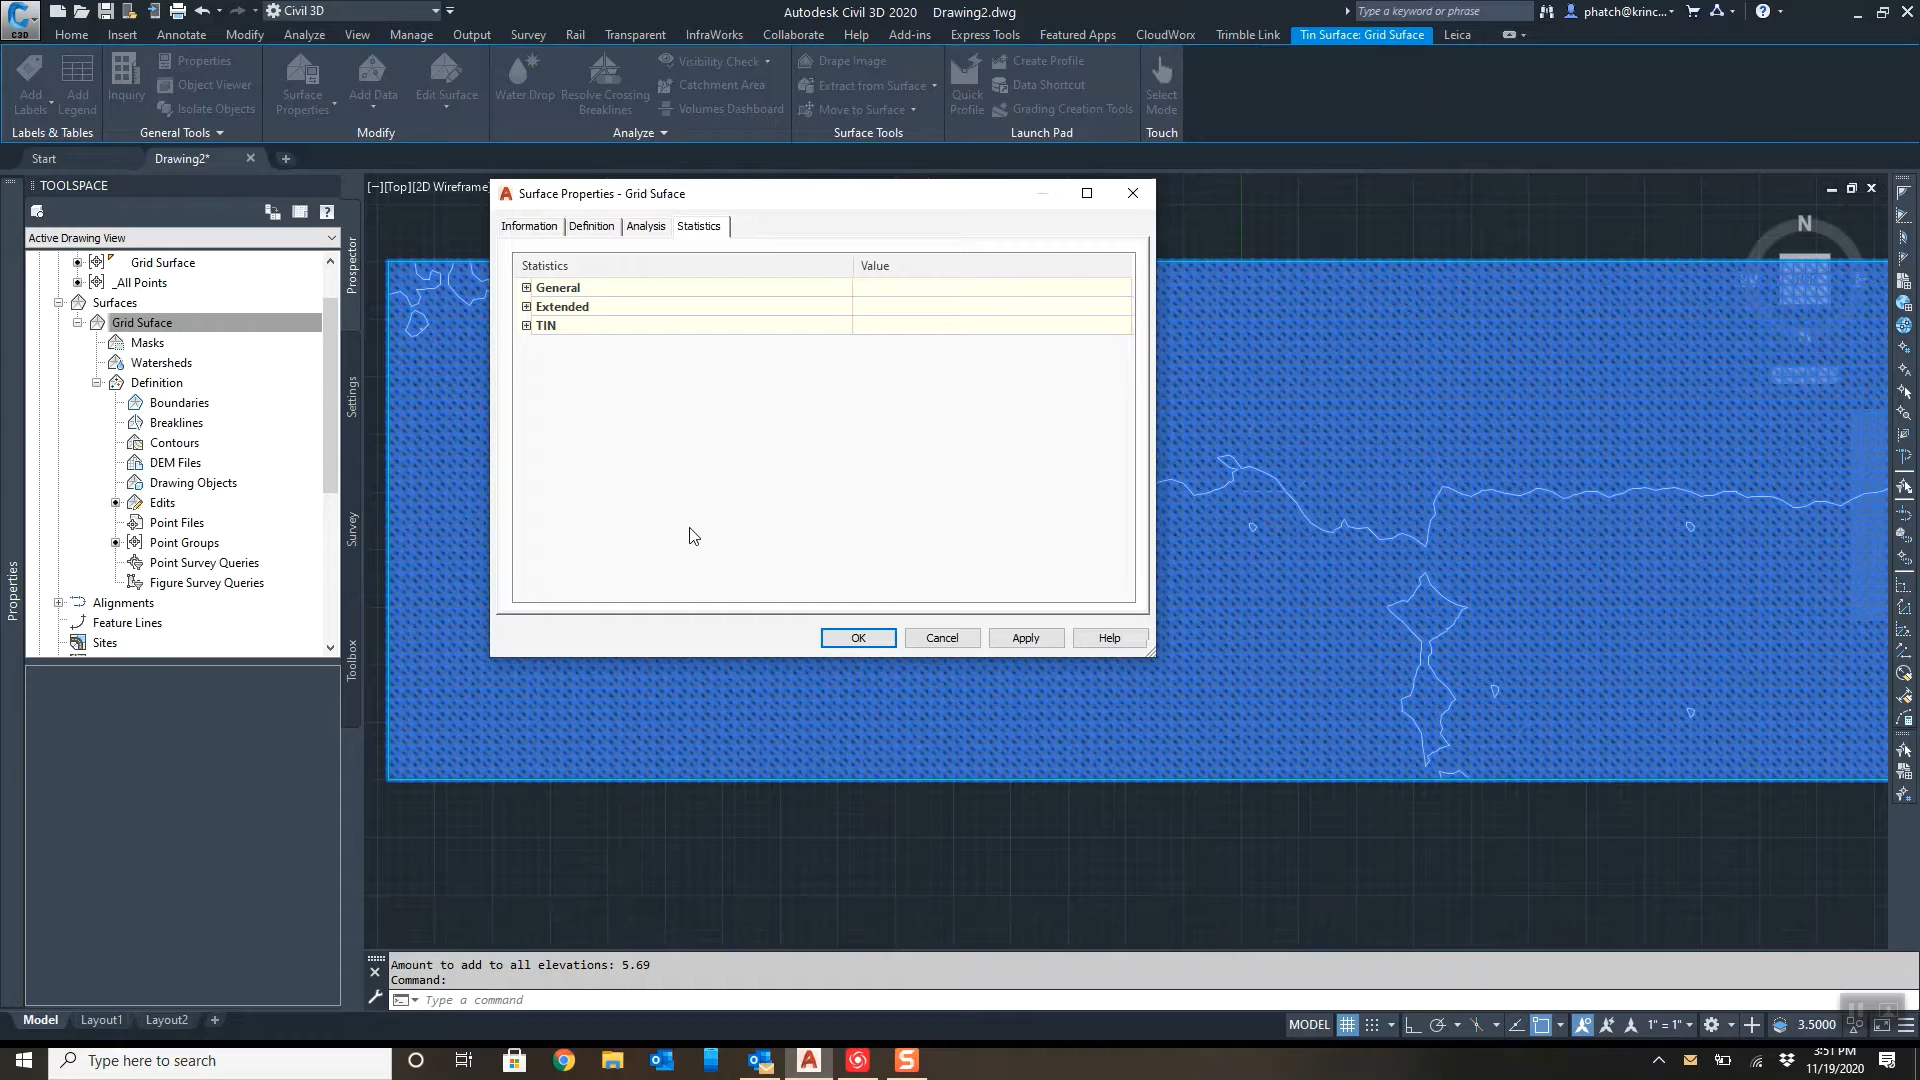 C3D
Civil 3D
Autodesk Civil 3D 2020 Drawing2.dwg
Type a keyword or phrase
phatch@krinc...
Home Insert Annotate Modify Analyze View Manage Output Survey Rail Transparent InfraWorks Collaborate Help Add-ins Express Tools Featured Apps CloudWorx Trimble Link Tin Surface: Grid Suface Leica
Add Labels
Add Legend
Labels & Tables
Inquiry
Properties
Object Viewer
Isolate Objects
General Tools
Surface Properties
Add Data
Edit Surface
Modify
Water Drop
Resolve Crossing Breaklines
Visibility Check
Catchment Area
Volumes Dashboard
Analyze
Drape Image
Extract from Surface
Move to Surface
Surface Tools
Quick Profile
Create Profile
Data Shortcut
Grading Creation Tools
Launch Pad
Select Mode
Touch
Start
Drawing2*
TOOLSPACE
Active Drawing View
Grid Surface
_All Points
Surfaces
Grid Suface
Masks
Watersheds
Definition
Boundaries
Breaklines
Contours
DEM Files
Drawing Objects
Edits
Point Files
Point Groups
Point Survey Queries
Figure Survey Queries
Alignments
Feature Lines
Sites
Properties
Prospector
Settings
Survey
Toolbox
[−][Top][2D Wireframe
Surface Properties - Grid Suface
Information Definition Analysis Statistics
Statistics Value
General
Extended
TIN
OK Cancel Apply Help
N
Amount to add to all elevations: 5.69
Command:
Type a command
Model Layout1 Layout2
MODEL
1" = 1"
3.5000
Type here to search
3:51 PM
11/19/2020